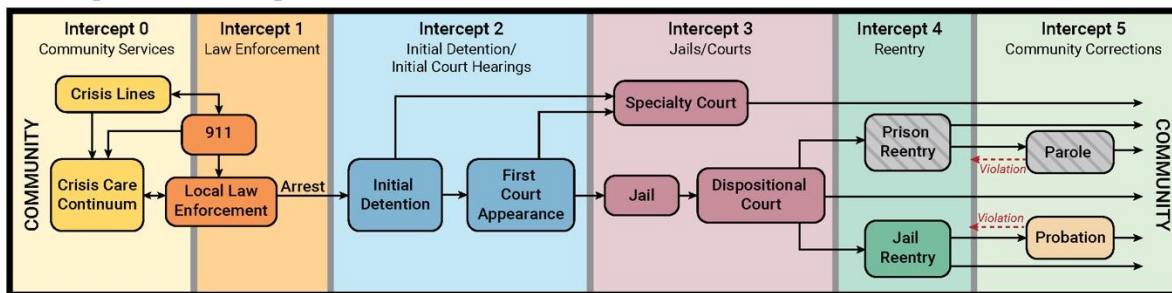 Intercept 0
Community Services
Intercept 1
Law Enforcement
Intercept 2
Initial Detention/
Initial Court Hearings
Intercept 3
Jails/Courts
Intercept 4
Reentry
Intercept 5
Community Corrections
COMMUNITY
Crisis Lines
911
Crisis Care
Continuum
Local Law
Enforcement
Arrest
Initial
Detention
First
Court
Appearance
Specialty Court
Jail
Dispositional
Court
Prison
Reentry
Violation
Parole
Jail
Reentry
Violation
Probation
COMMUNITY